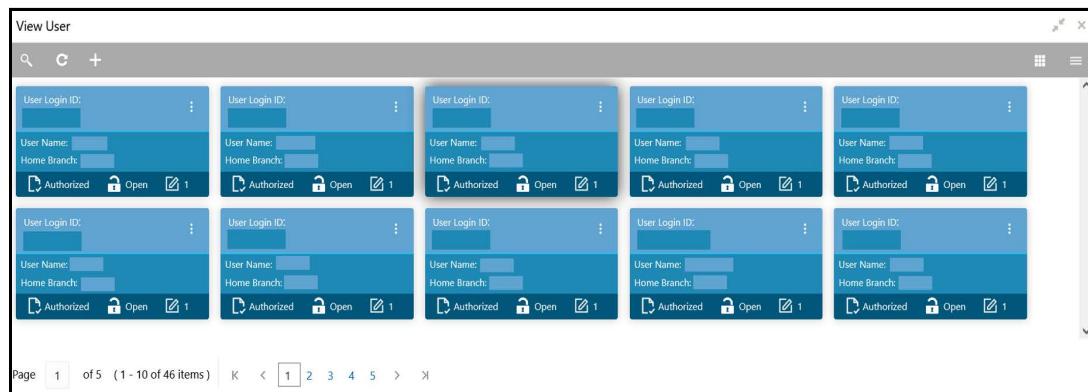 View User
User Login ID: User Login ID: User Login ID: User Login ID: User Login ID:
User Name: User Name: User Name: User Name: User Name:
Home Branch: Home Branch: Home Branch: Home Branch: Home Branch:
Authorized Open 1 Authorized Open 1 Authorized Open 1 Authorized Open 1 Authorized Open 1
User Login ID: User Login ID: User Login ID: User Login ID: User Login ID:
User Name: User Name: User Name: User Name: User Name:
Home Branch: Home Branch: Home Branch: Home Branch: Home Branch:
Authorized Open 1 Authorized Open 1 Authorized Open 1 Authorized Open 1 Authorized Open 1
Page 1 of 5 (1 - 10 of 46 items) 1 2 3 4 5